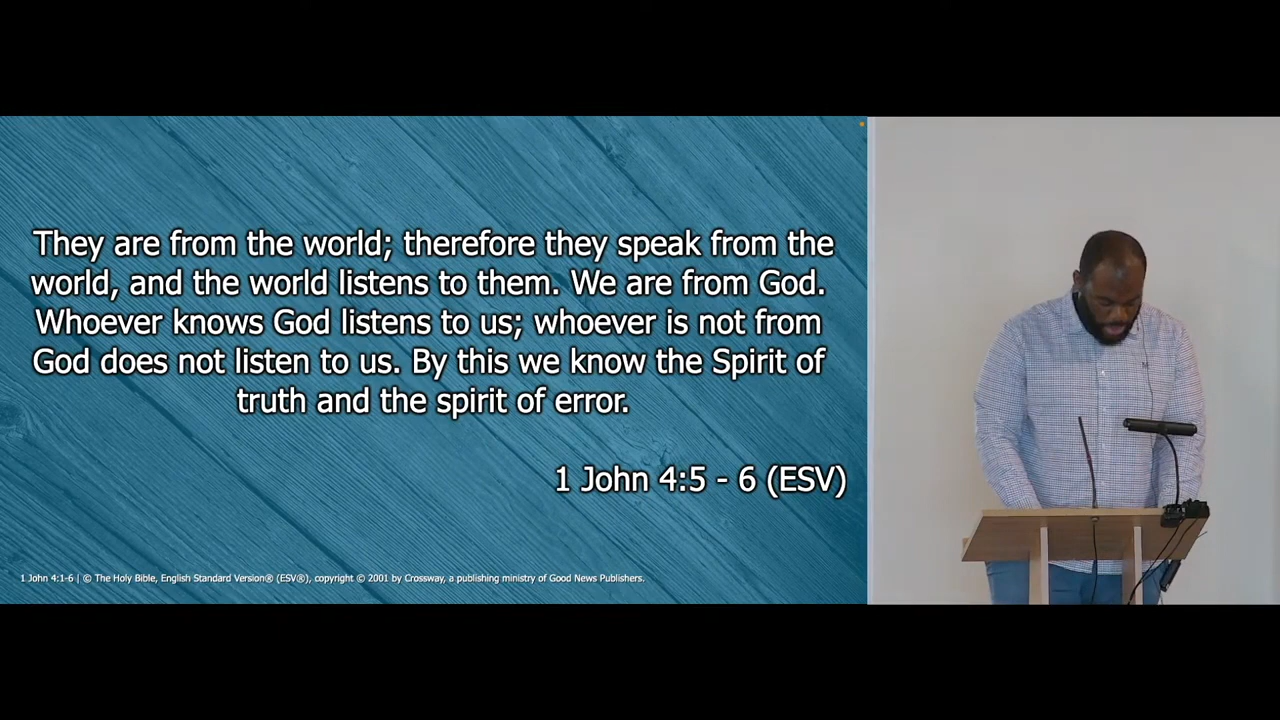 They are from the world; therefore they speak from the
world, and the world listens to them. We are from God.
Whoever knows God listens to us; whoever is not from
God does not listen to us. By this we know the Spirit of
truth and the spirit of error.
1 John 4:5 - 6 (ESV)
1 John 4:1-6 | © The Holy Bible, English Standard Version® (ESV®), copyright © 2001 by Crossway, a publishing ministry of Good News Publishers.